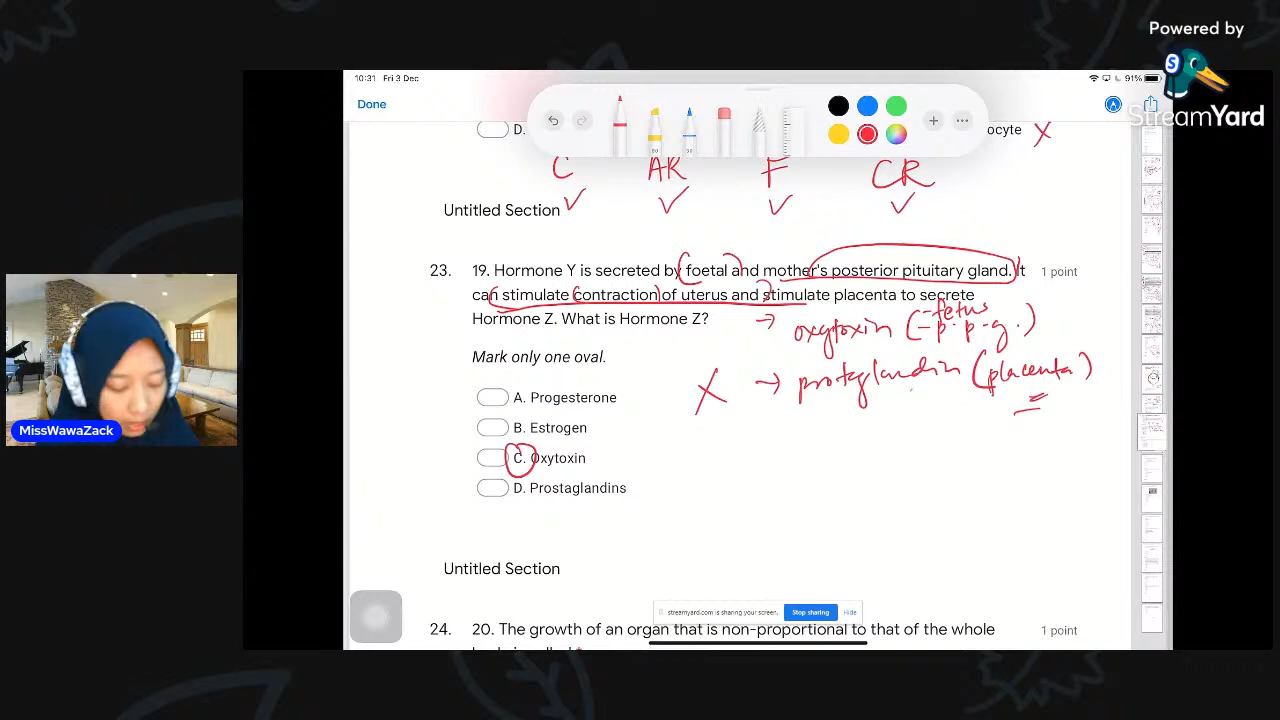 Powered by
StreamYard
10:31 Fri 3 Dec
91%
Done
D.
ocyte X
C AR F CR
Untitled Section
23. 19. Hormone Y is secreted by foetal and mother's posterior pituitary gland. It 1 point
can stimulate contraction of uterus and stimulate placenta to secrete
Hormone Z. What is Hormone Z?
→ oxytoxin (-fetus
-p.p.g.)
Mark only one oval.
X → protaglandin (placenta)
A. Progesterone
B. Estrogen
C. Oxytoxin
D. Prostaglandins
MissWawaZack
Untitled Section
streamyard.com is sharing your screen. Stop sharing Hide
24. 20. The growth of an organ that is non-proportional to that of the whole 1 point